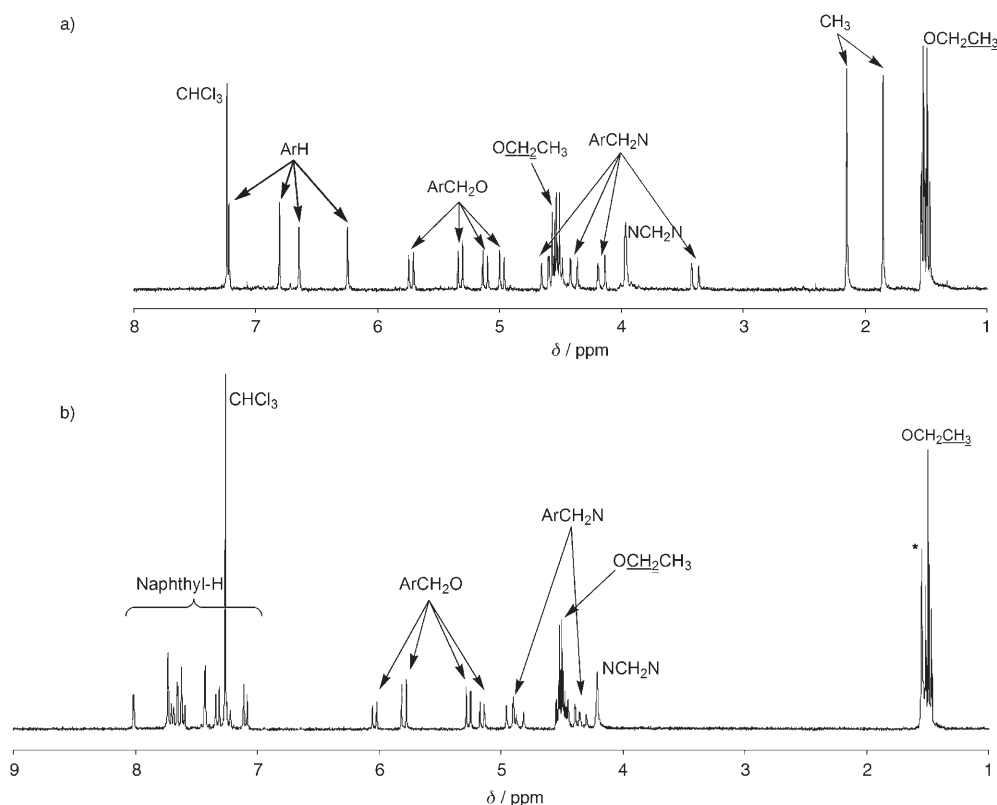 a)
CH₃
OCH₂CH₃
CHCl₃
ArH
OCH₂CH₃
ArCH₂N
ArCH₂O
NCH₂N
8 7 6 5 4 3 2 1
δ / ppm
b)
CHCl₃
OCH₂CH₃
ArCH₂N
*
Naphthyl-H
ArCH₂O
OCH₂CH₃
NCH₂N
9 8 7 6 5 4 3 2 1
δ / ppm